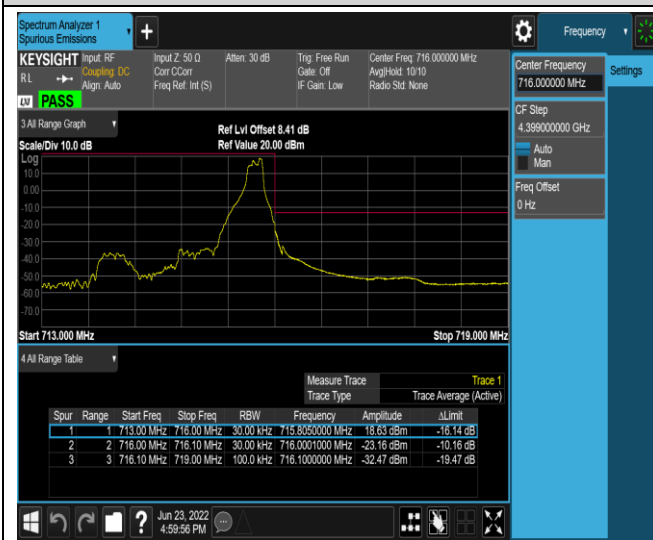 Spectrum Analyzer 1
Spurious Emissions
+
Frequency
KEYSIGHT Input: RF Input Z: 50 Ω Atten: 30 dB Trig: Free Run Center Freq: 716.000000 MHz
RL Coupling: DC Corr CCorr Gate: Off Avg|Hold: 10/10
Align: Auto Freq Ref: Int (S) IF Gain: Low Radio Std: None
LXI PASS
Center Frequency
716.000000 MHz
Settings
CF Step
4.399000000 GHz
Auto
Man
Freq Offset
0 Hz
3 All Range Graph
Ref Lvl Offset 8.41 dB
Scale/Div 10.0 dB Ref Value 20.00 dBm
Log
10.0
0.00
-10.0
-20.0
-30.0
-40.0
-50.0
-60.0
-70.0
Start 713.000 MHz Stop 719.000 MHz
4 All Range Table
Measure Trace Trace 1
Trace Type Trace Average (Active)
Spur Range Start Freq Stop Freq RBW Frequency Amplitude ΔLimit
1 1 713.00 MHz 716.00 MHz 30.00 kHz 715.8050000 MHz 18.63 dBm -16.14 dB
2 2 716.00 MHz 716.10 MHz 30.00 kHz 716.0001000 MHz -23.16 dBm -10.16 dB
3 3 716.10 MHz 719.00 MHz 100.0 kHz 716.1000000 MHz -32.47 dBm -19.47 dB
?
Jun 23, 2022
4:59:56 PM